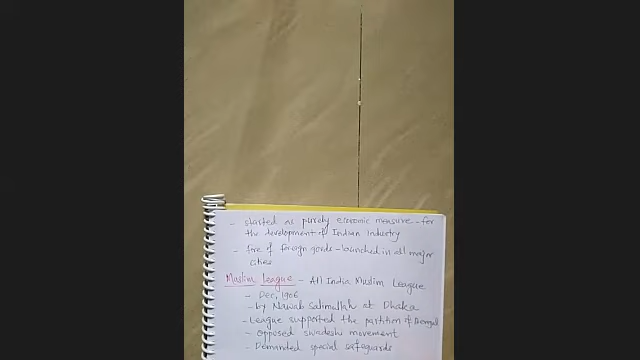 - started as purely economic measure - for
the development of Indian Industry
- fire of foreign goods - launched in all major
cities
Muslim League - All India Muslim League
- Dec, 1906
- by Nawab Salimullah at Dhaka
- League supported the partition of Bengal
- opposed swadeshi movement
- Demanded special safeguards